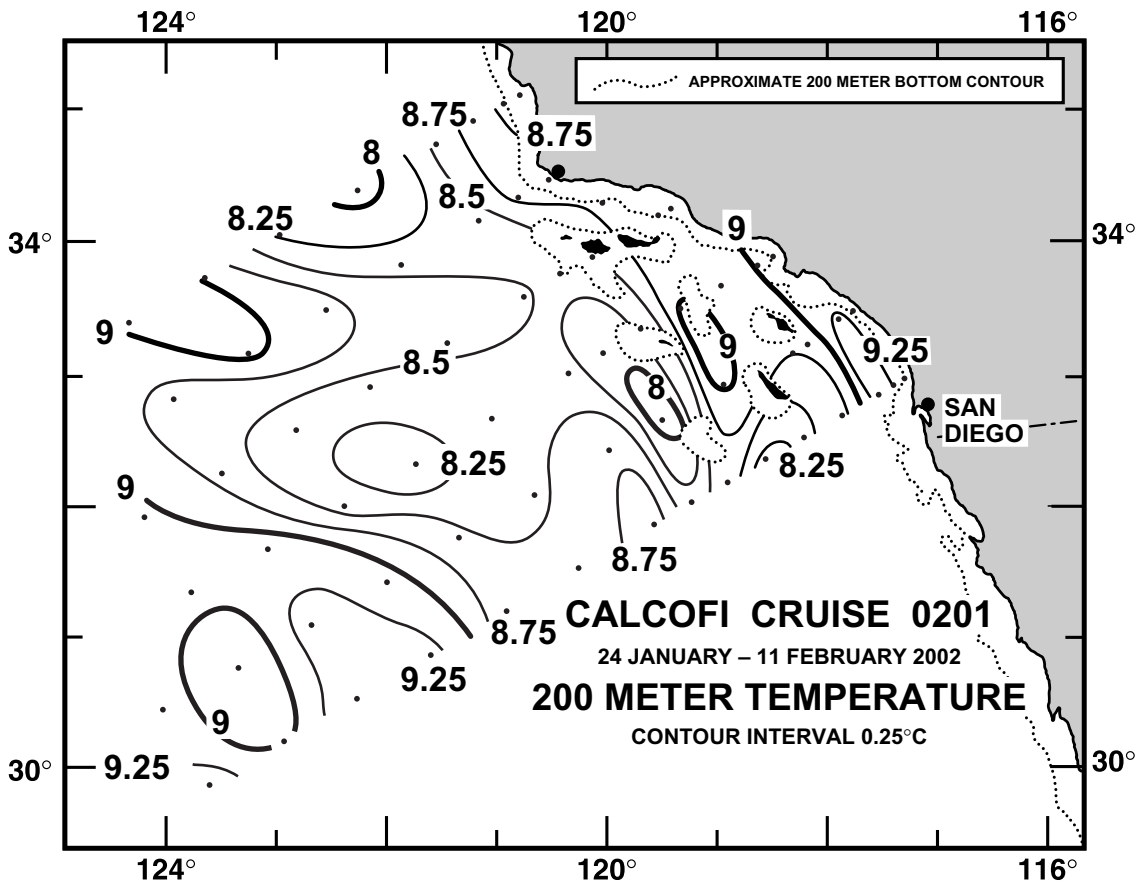 124° 120° 116°
APPROXIMATE 200 METER BOTTOM CONTOUR
8.75
8.75
8
8.5
8.25
9
34° 34°
9
9
9.25
8.5
8
SAN
DIEGO
8.25
8.25
9
8.75
CALCOFI CRUISE 0201
8.75
24 JANUARY – 11 FEBRUARY 2002
9.25
200 METER TEMPERATURE
9
CONTOUR INTERVAL 0.25°C
30° 9.25 30°
124° 120° 116°